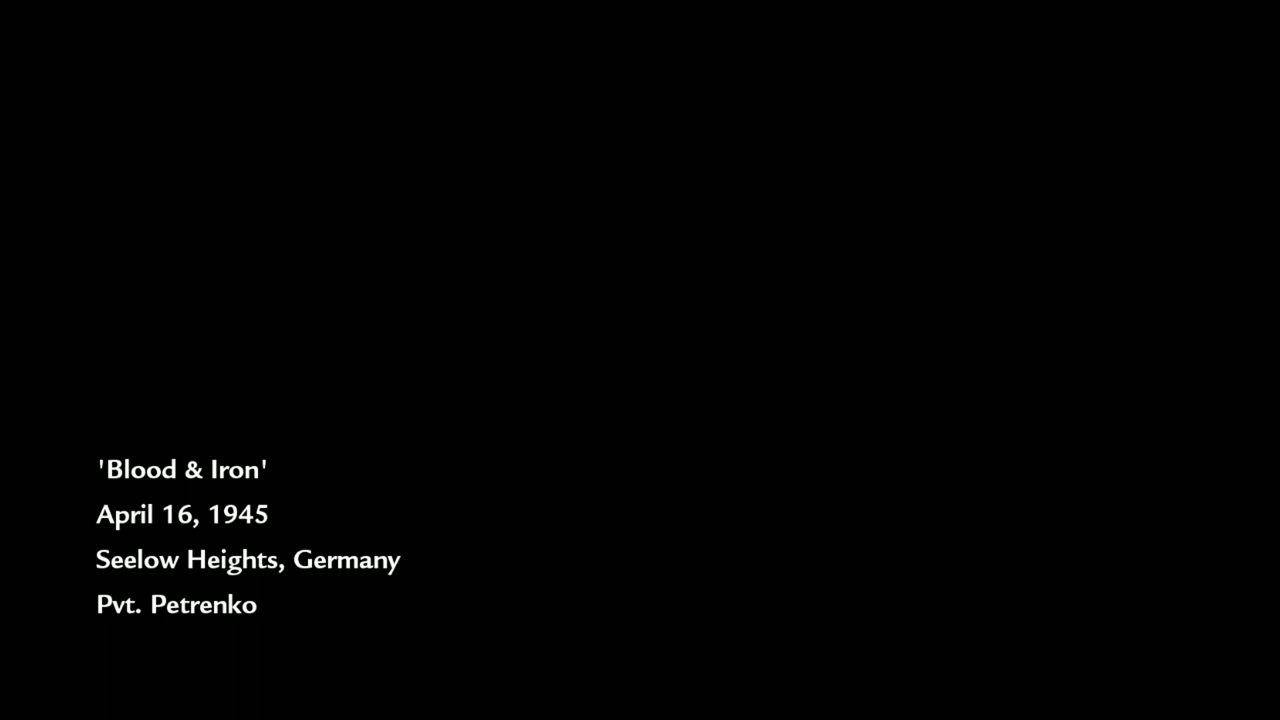 'Blood & Iron'
April 16, 1945
Seelow Heights, Germany
Pvt. Petrenko